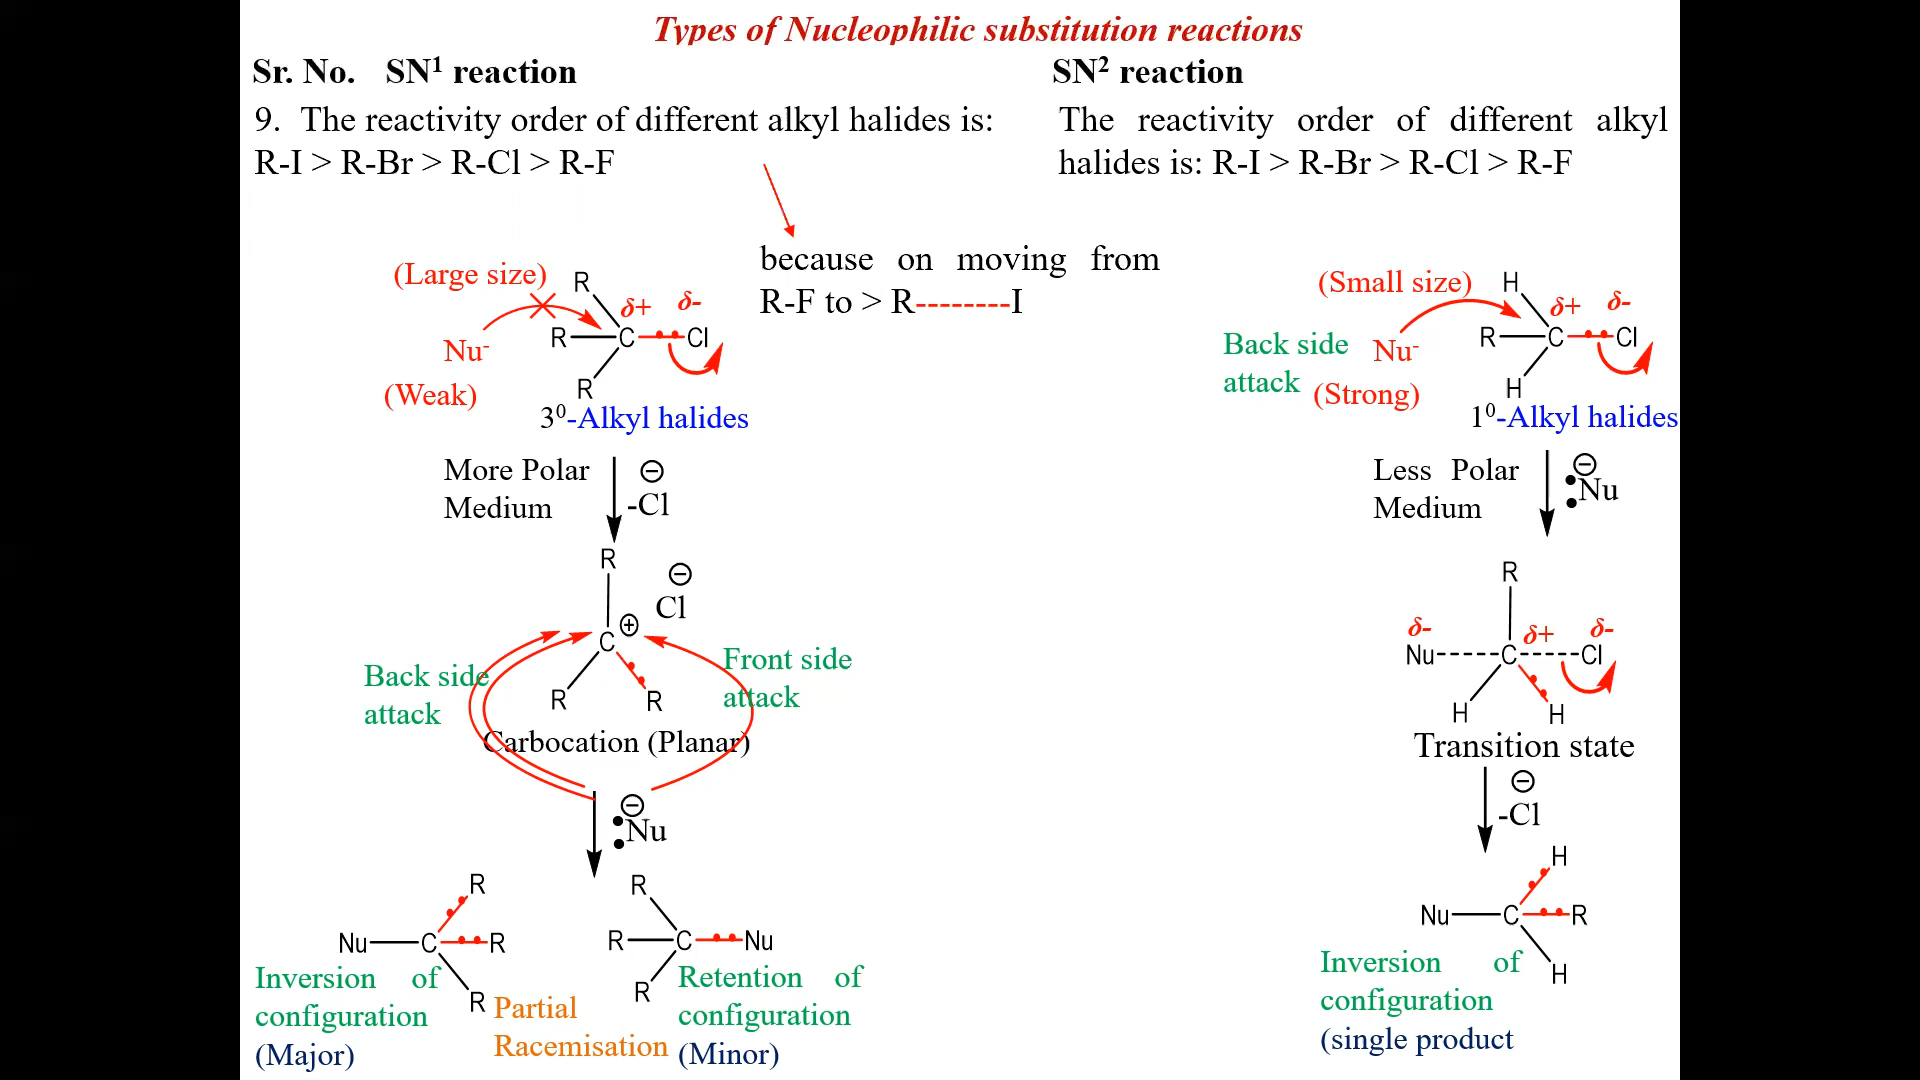 Types of Nucleophilic substitution reactions
Sr. No. SN¹ reaction
SN² reaction
9. The reactivity order of different alkyl halides is:
R-I > R-Br > R-Cl > R-F
The reactivity order of different alkyl
halides is: R-I > R-Br > R-Cl > R-F
because on moving from
R-F to > R--------I
(Large size)
R
δ+ δ-
R C Cl
Nu-
R
(Weak)
3⁰-Alkyl halides
More Polar
Medium
⊖
-Cl
R
⊖
Cl
⊕
C
Back side
attack
Front side
attack
R R
Carbocation (Planar)
⊖
:Nu
R
Nu C R
R
Inversion of
configuration
(Major)
Partial
Racemisation
R
R C Nu
R
Retention of
configuration
(Minor)
(Small size)
H
δ+ δ-
R C Cl
Back side
attack
Nu-
H
(Strong)
1⁰-Alkyl halides
Less Polar
Medium
⊖
:Nu
R
δ- δ+ δ-
Nu-----C-----Cl
H H
Transition state
⊖
-Cl
H
Nu C R
H
Inversion of
configuration
(single product